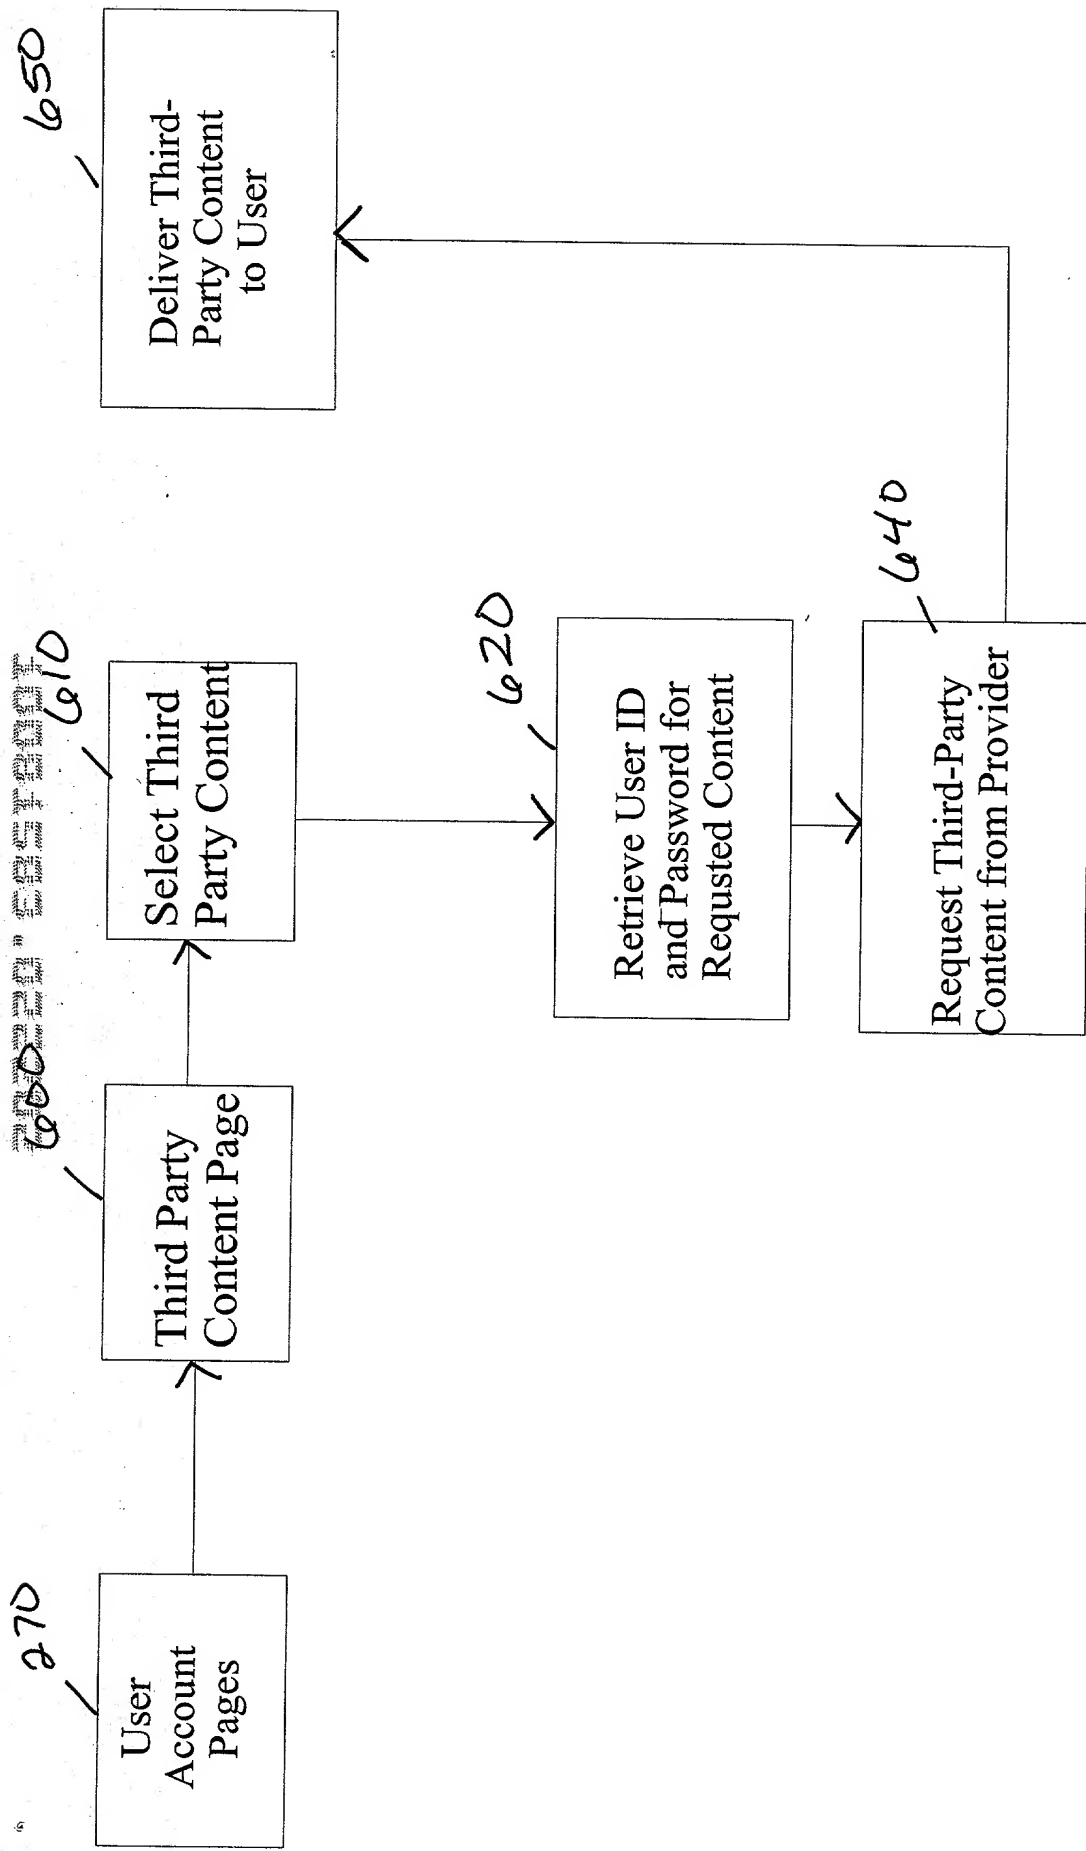 270
User
Account
Pages
600
Third Party
Content Page
610
Select Third
Party Content
620
Retrieve User ID
and Password for
Requsted Content
640
Request Third-Party
Content from Provider
650
Deliver Third-
Party Content
to User